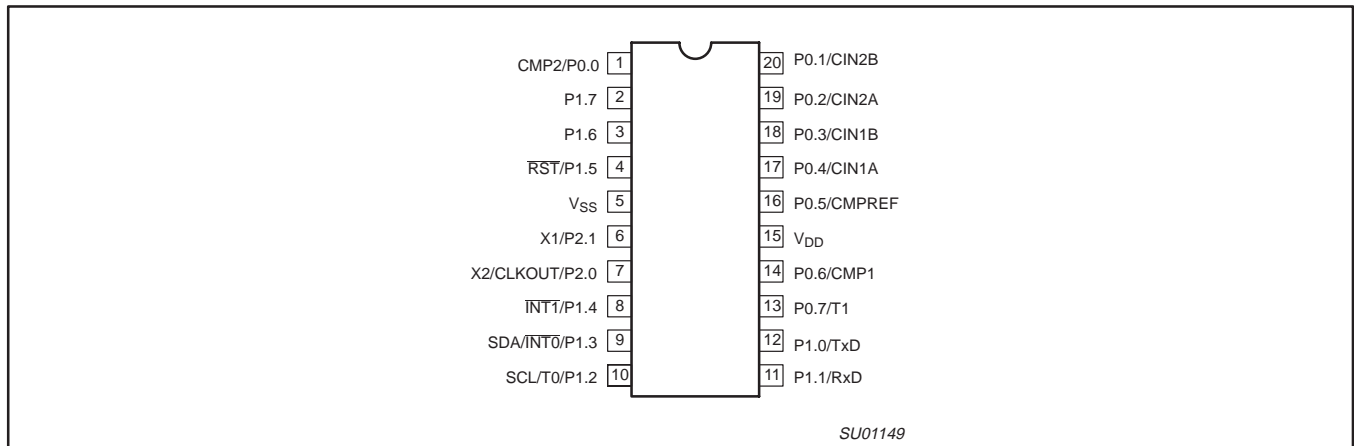 CMP2/P0.0 1
P1.7 2
P1.6 3
R̅S̅T̅/P1.5 4
VSS 5
X1/P2.1 6
X2/CLKOUT/P2.0 7
I̅N̅T̅1̅/P1.4 8
SDA/I̅N̅T̅0̅/P1.3 9
SCL/T0/P1.2 10
20 P0.1/CIN2B
19 P0.2/CIN2A
18 P0.3/CIN1B
17 P0.4/CIN1A
16 P0.5/CMPREF
15 VDD
14 P0.6/CMP1
13 P0.7/T1
12 P1.0/TxD
11 P1.1/RxD
SU01149